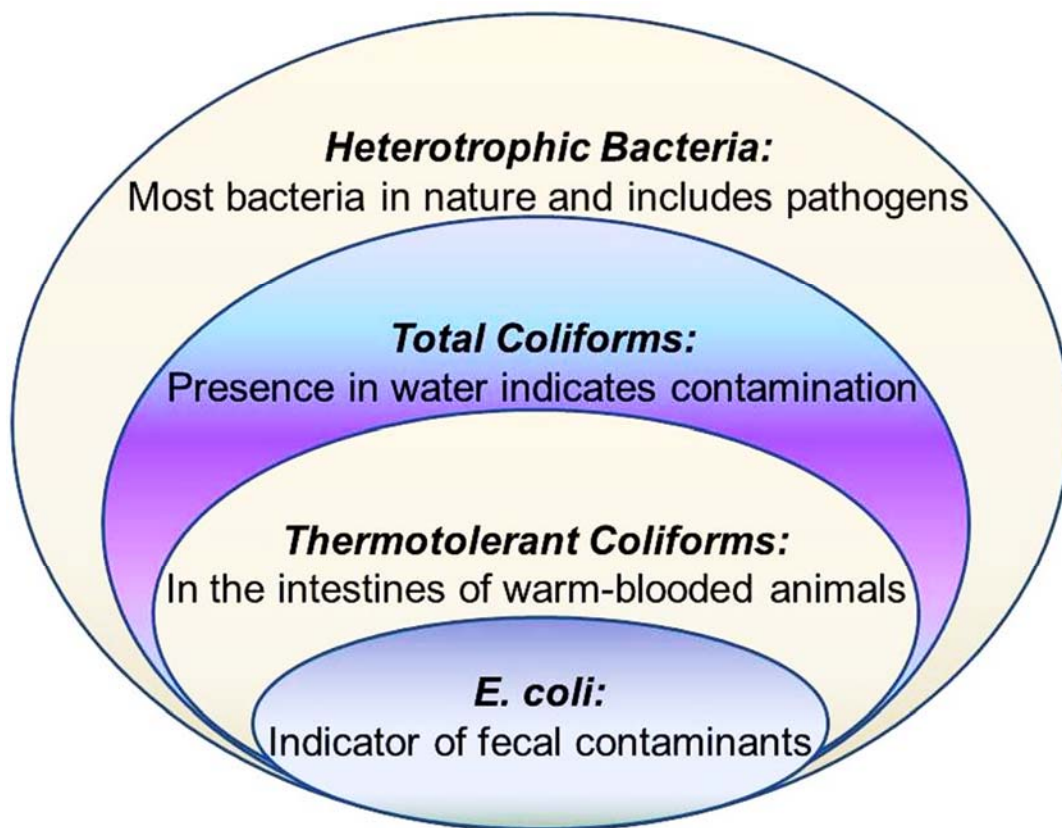 Heterotrophic Bacteria:
Most bacteria in nature and includes pathogens
Total Coliforms:
Presence in water indicates contamination
Thermotolerant Coliforms:
In the intestines of warm-blooded animals
E. coli:
Indicator of fecal contaminants